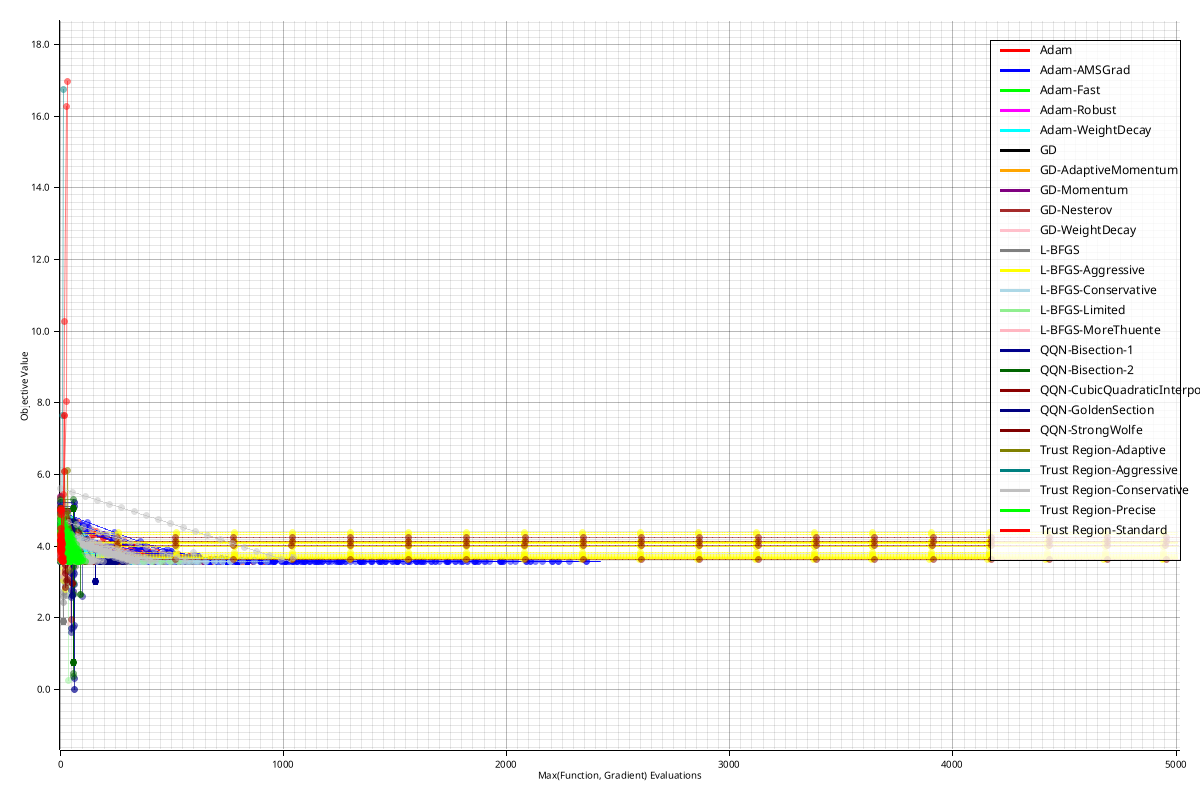 18.0
16.0
14.0
12.0
10.0
8.0
6.0
4.0
2.0
0.0
Objective Value
0
1000
2000
3000
4000
5000
Max(Function, Gradient) Evaluations
Adam
Adam-AMSGrad
Adam-Fast
Adam-Robust
Adam-WeightDecay
GD
GD-AdaptiveMomentum
GD-Momentum
GD-Nesterov
GD-WeightDecay
L-BFGS
L-BFGS-Aggressive
L-BFGS-Conservative
L-BFGS-Limited
L-BFGS-MoreThuente
QQN-Bisection-1
QQN-Bisection-2
QQN-CubicQuadraticInterpo
QQN-GoldenSection
QQN-StrongWolfe
Trust Region-Adaptive
Trust Region-Aggressive
Trust Region-Conservative
Trust Region-Precise
Trust Region-Standard